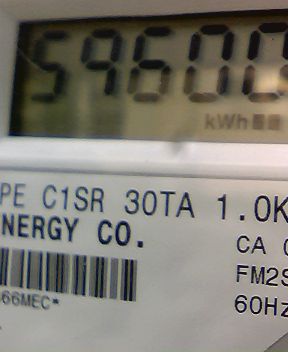 59600
kWh
PE C1SR 30TA 1.0K
NERGY CO.
CA
FM2S
66MEC*
60Hz